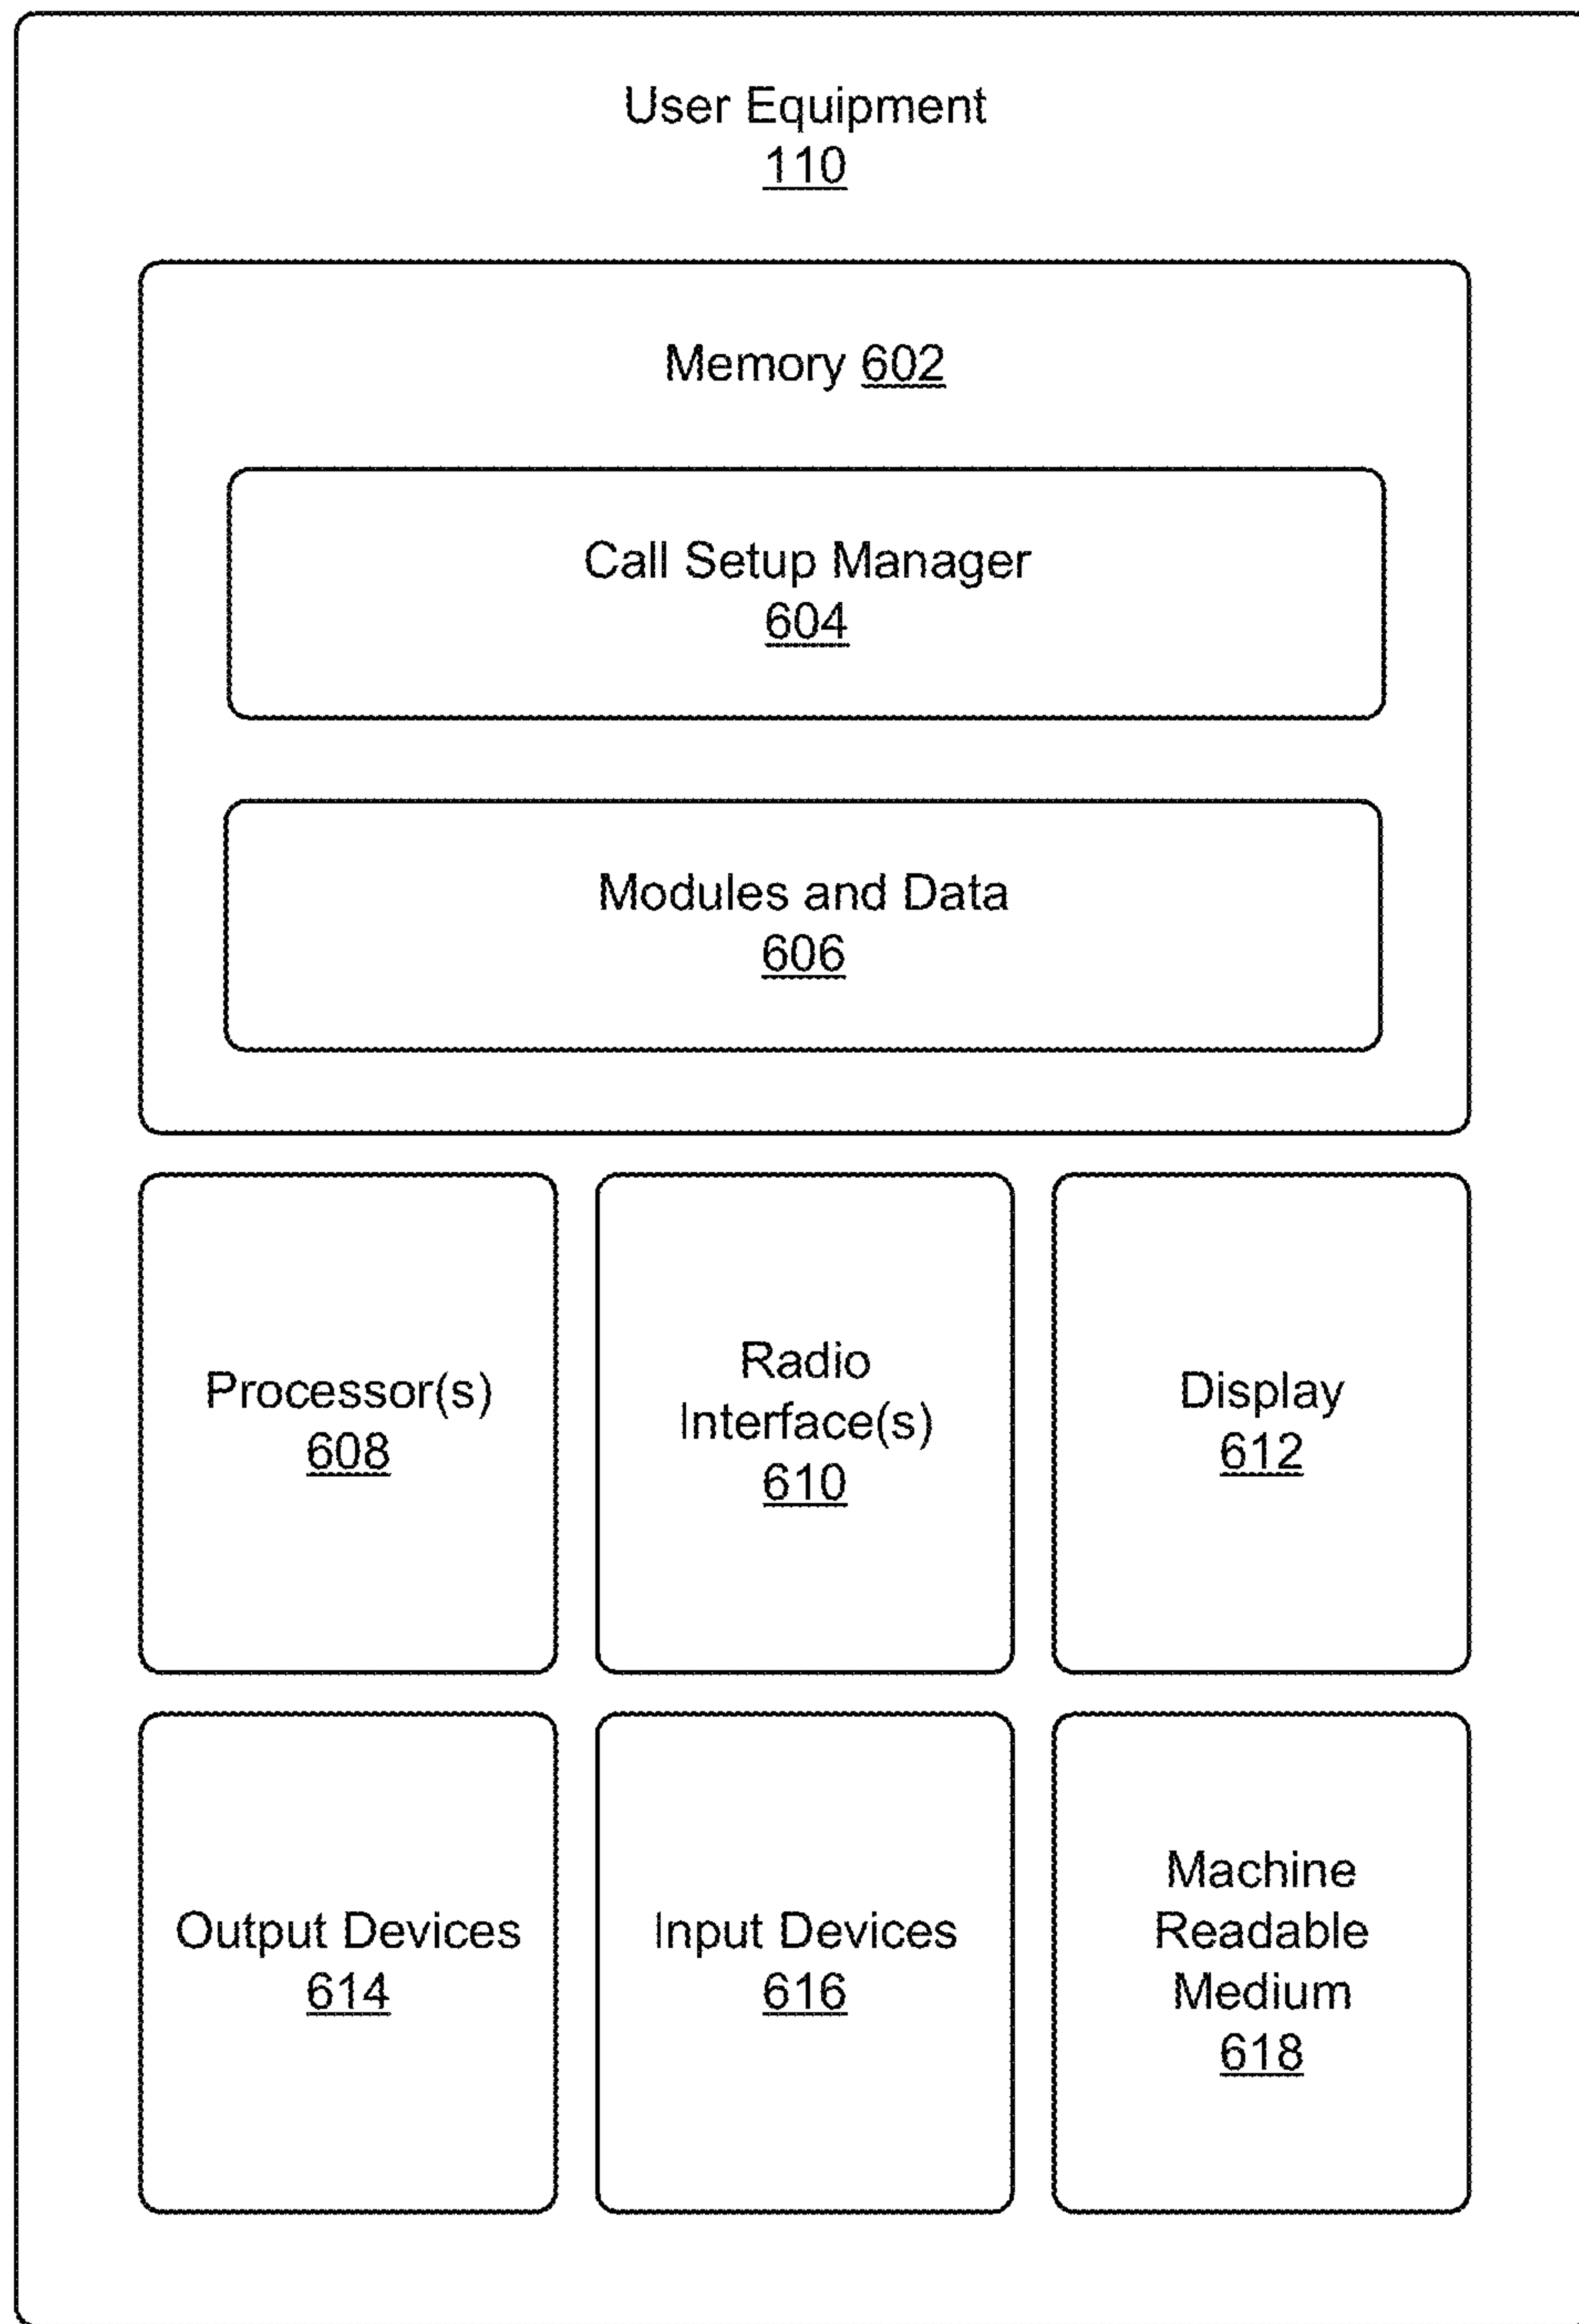 User Equipment
110
Memory 602
Call Setup Manager
604
Modules and Data
606
Processor(s)
608
Radio
Interface(s)
610
Display
612
Output Devices
614
Input Devices
616
Machine
Readable
Medium
618